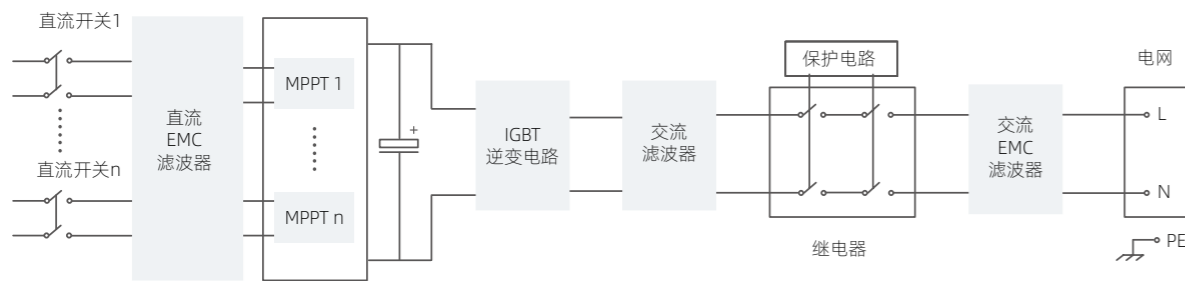 直流开关1
直流
EMC
滤波器
直流开关n
MPPT 1
MPPT n
+
IGBT
逆变电路
交流
滤波器
保护电路
继电器
交流
EMC
滤波器
电网
L
N
PE